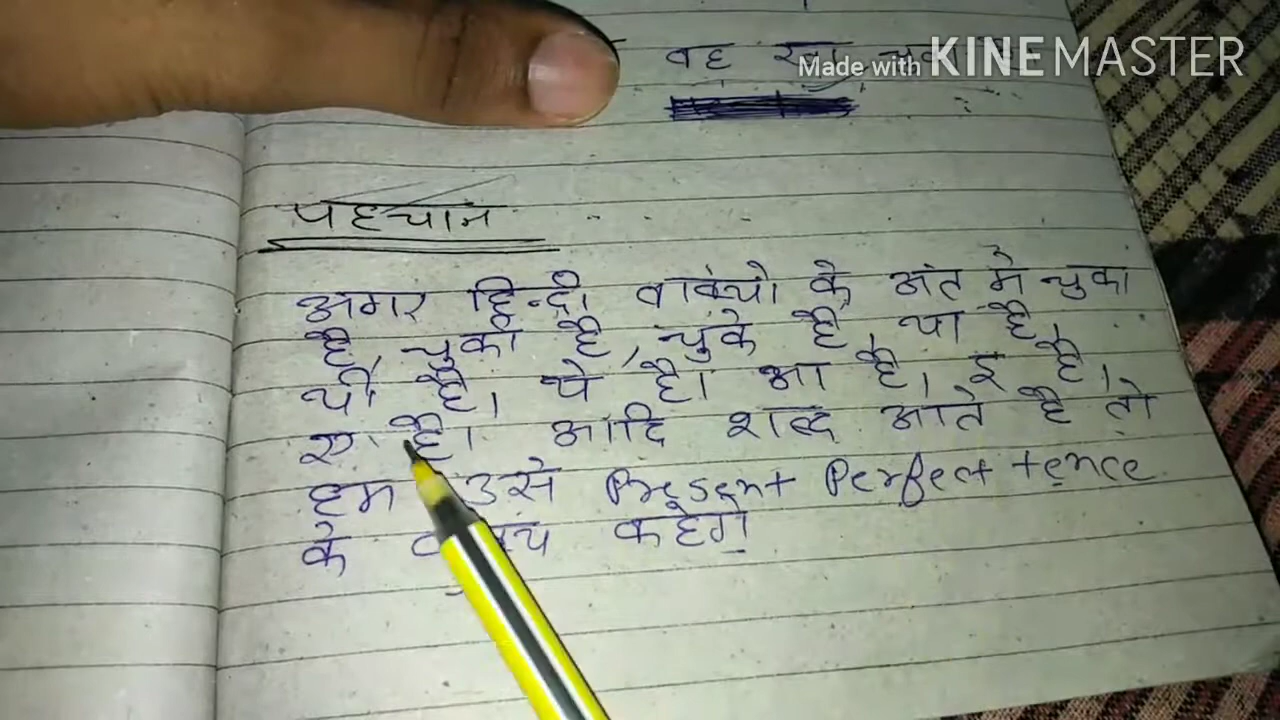 वह खा
Made with KINEMASTER
पहचान
अगर हिन्दी वाक्यो के अंत मे चुका
है, चुकी है, चुके है, या है,
यी है। ये है। आ है। इ है।
ए है। आदि शब्द आते है तो
हम उसे Present Perfect tence
के कहेगे